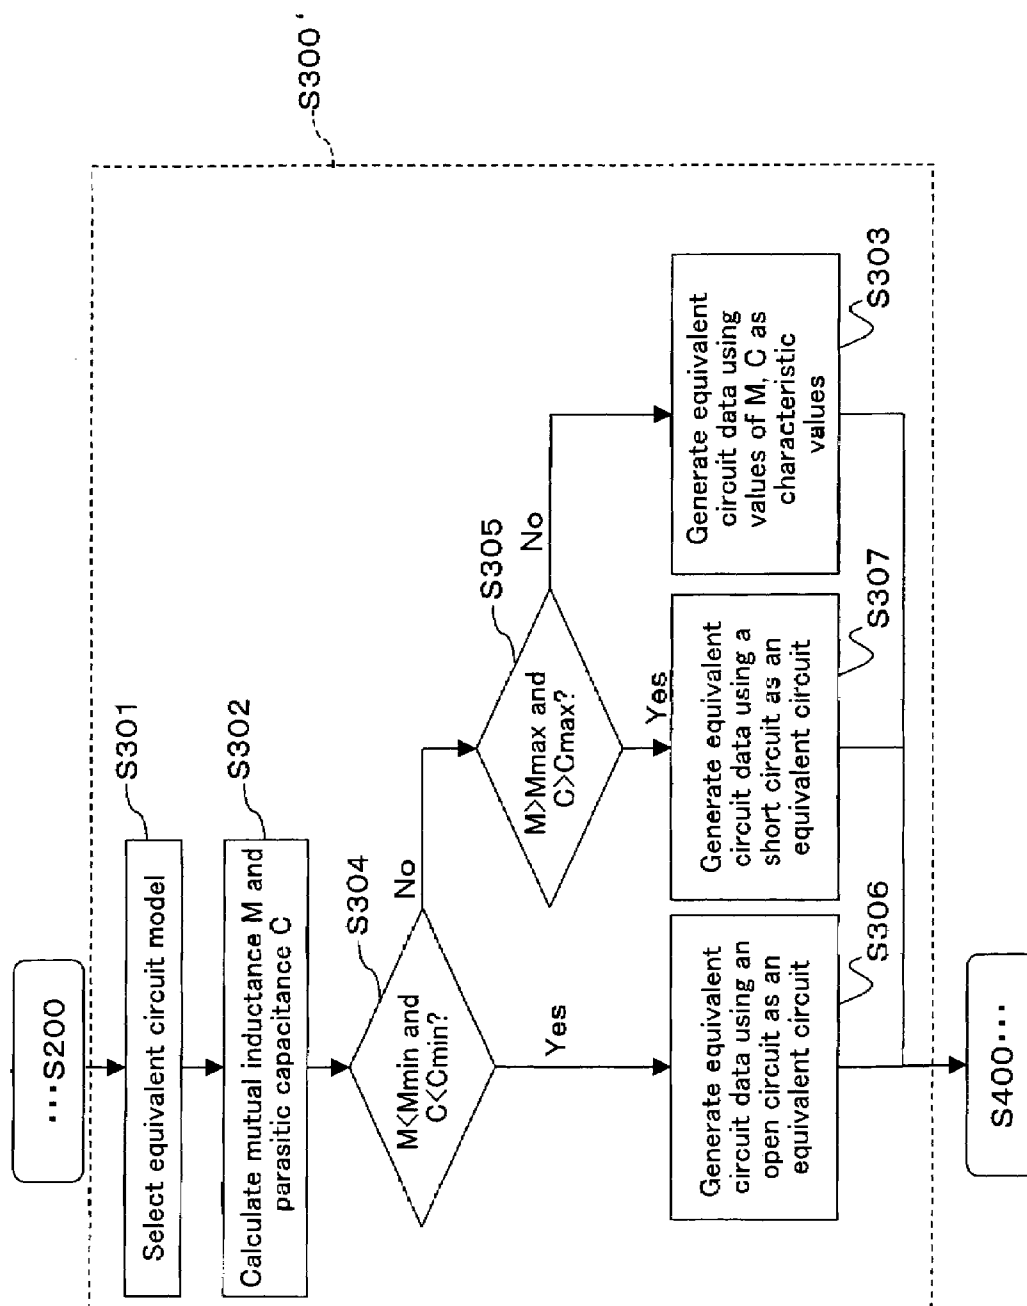 S300'
...S200
Select equivalent circuit model
S301
Calculate mutual inductance M and
parasitic capacitance C
S302
M<Mmin and
C<Cmin?
S304
No
Yes
M>Mmax and
C>Cmax?
S305
No
Yes
Generate equivalent
circuit data using an
open circuit as an
equivalent circuit
S306
Generate equivalent
circuit data using a
short circuit as an
equivalent circuit
S307
Generate equivalent
circuit data using
values of M, C as
characteristic
values
S303
S400...